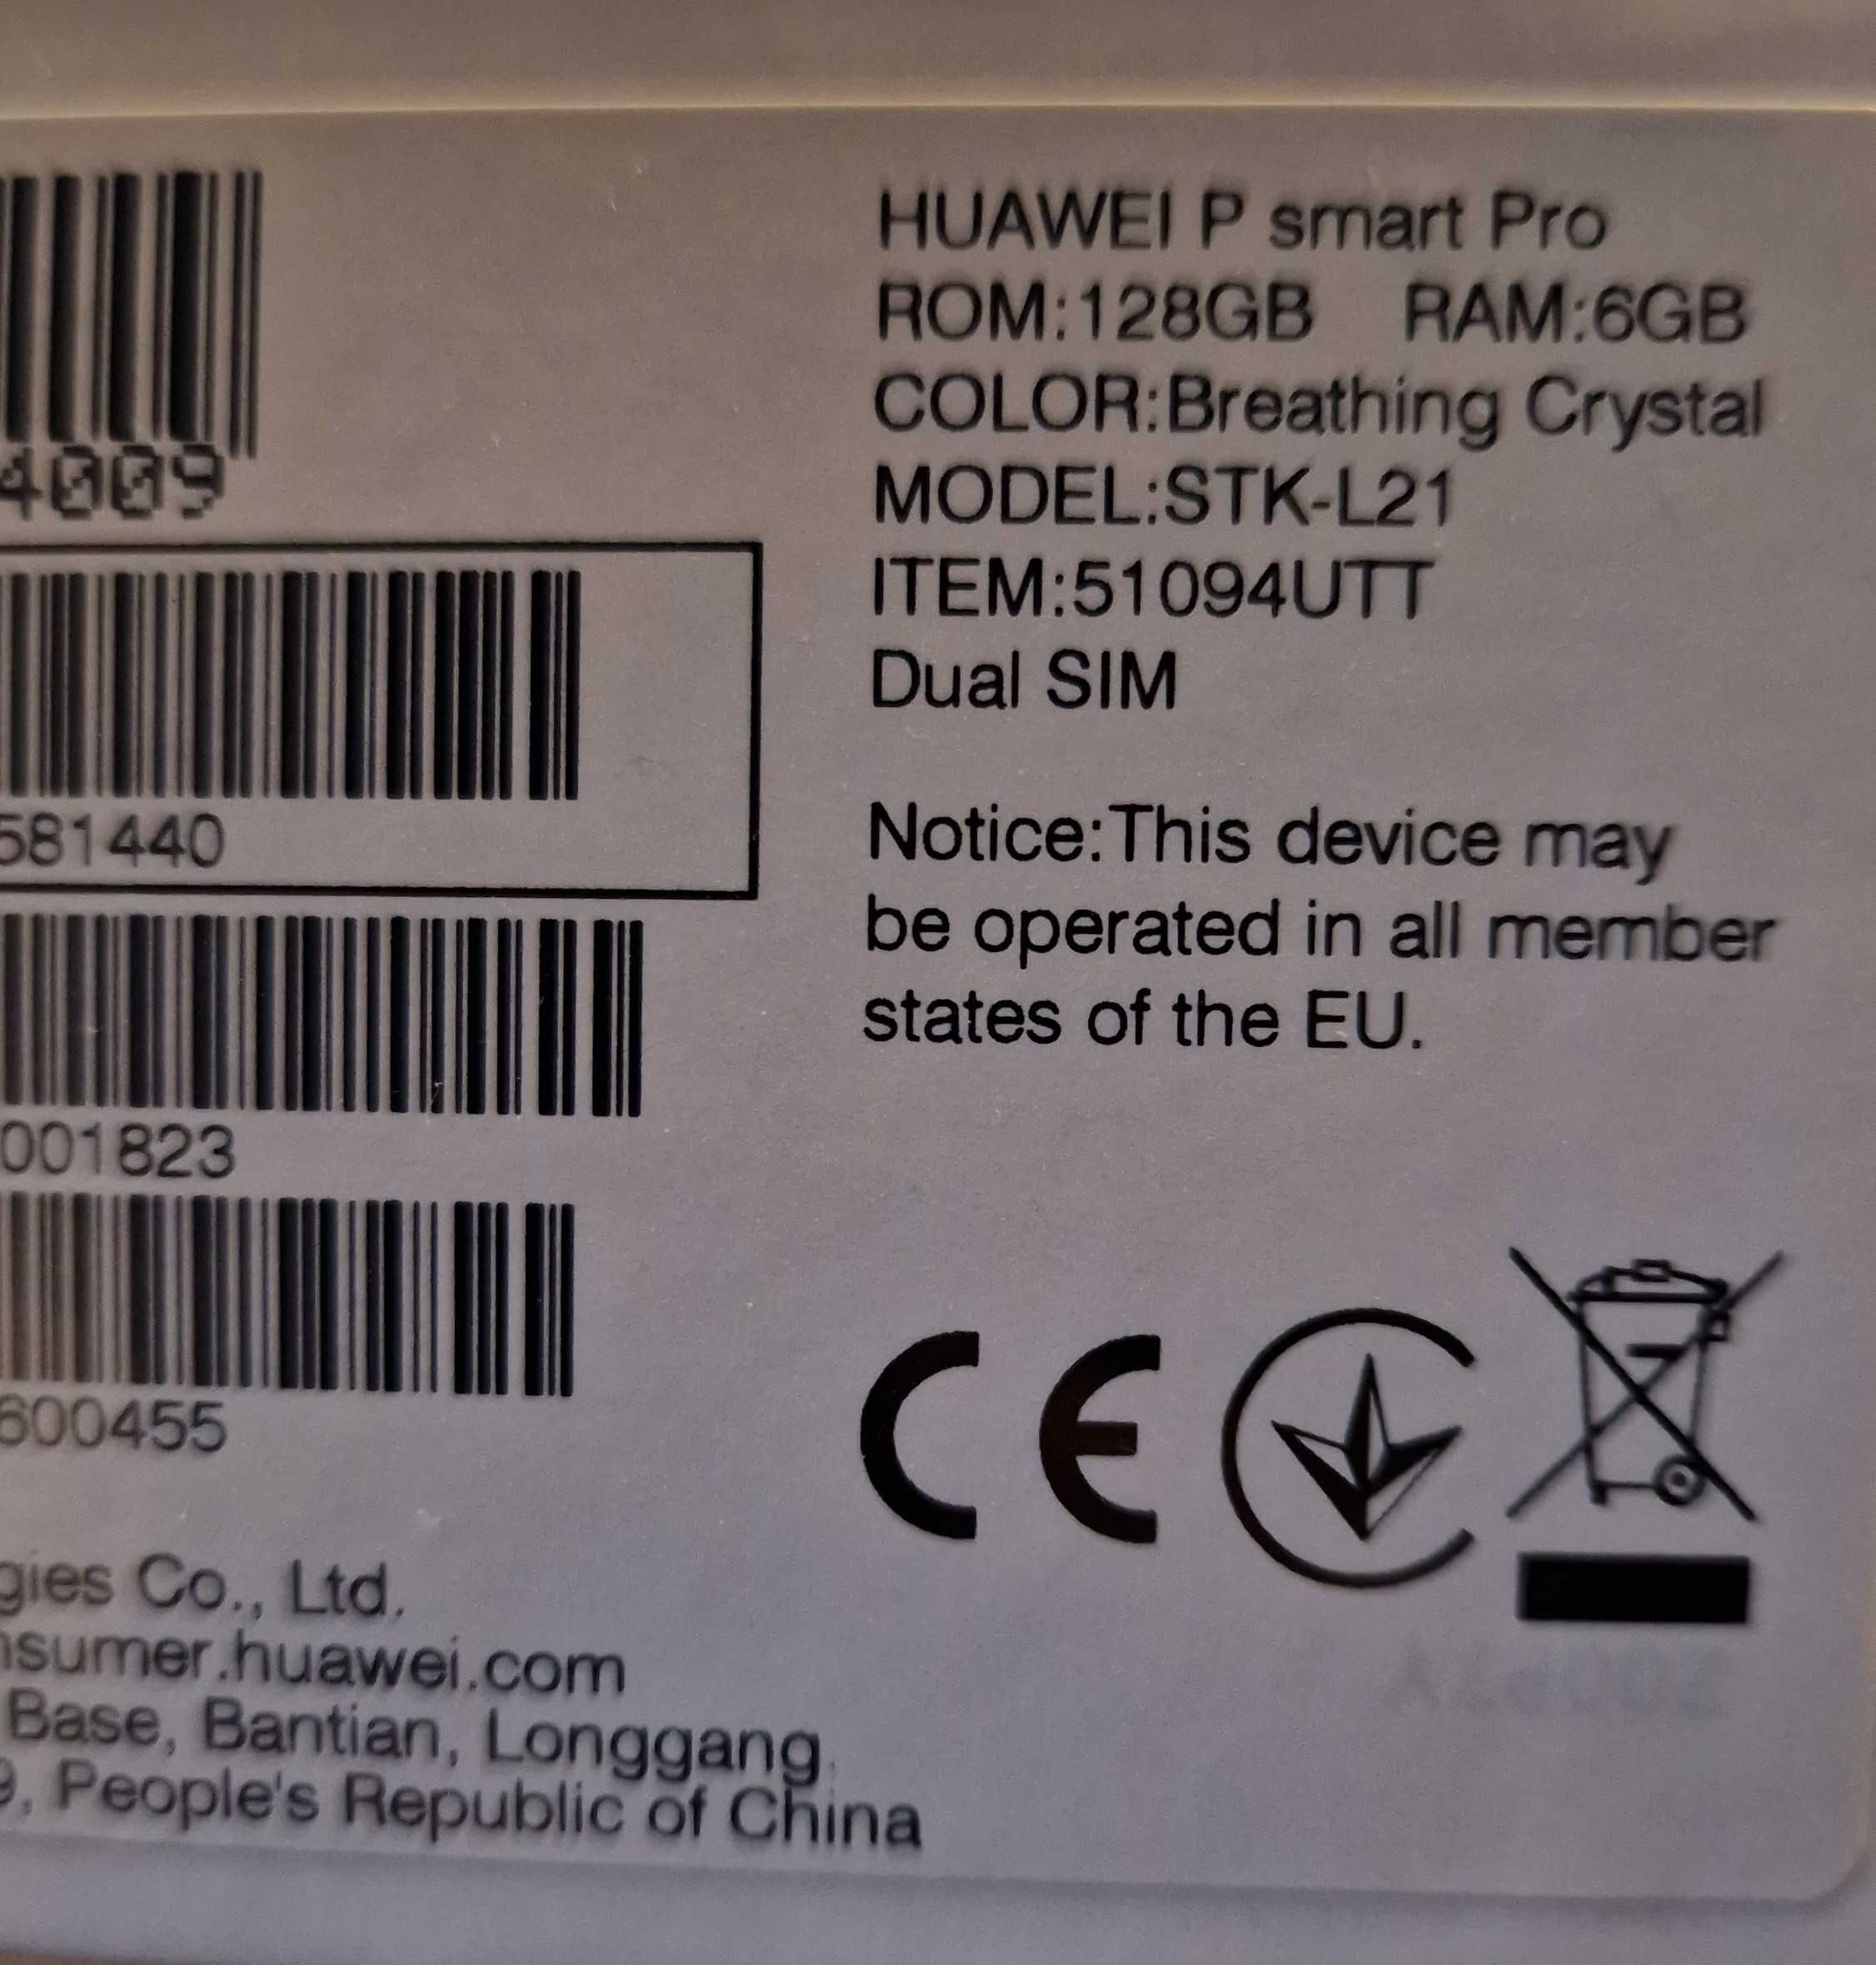 HUAWEI P smart Pro
ROM:128GB RAM:6GB
COLOR:Breathing Crystal
MODEL:STK-L21
ITEM:51094UTT
Dual SIM
Notice:This device may
be operated in all member
states of the EU.
CE
4009
581440
001823
600455
gies Co., Ltd.
nsumer.huawei.com
Base, Bantian, Longgang
9, People's Republic of China